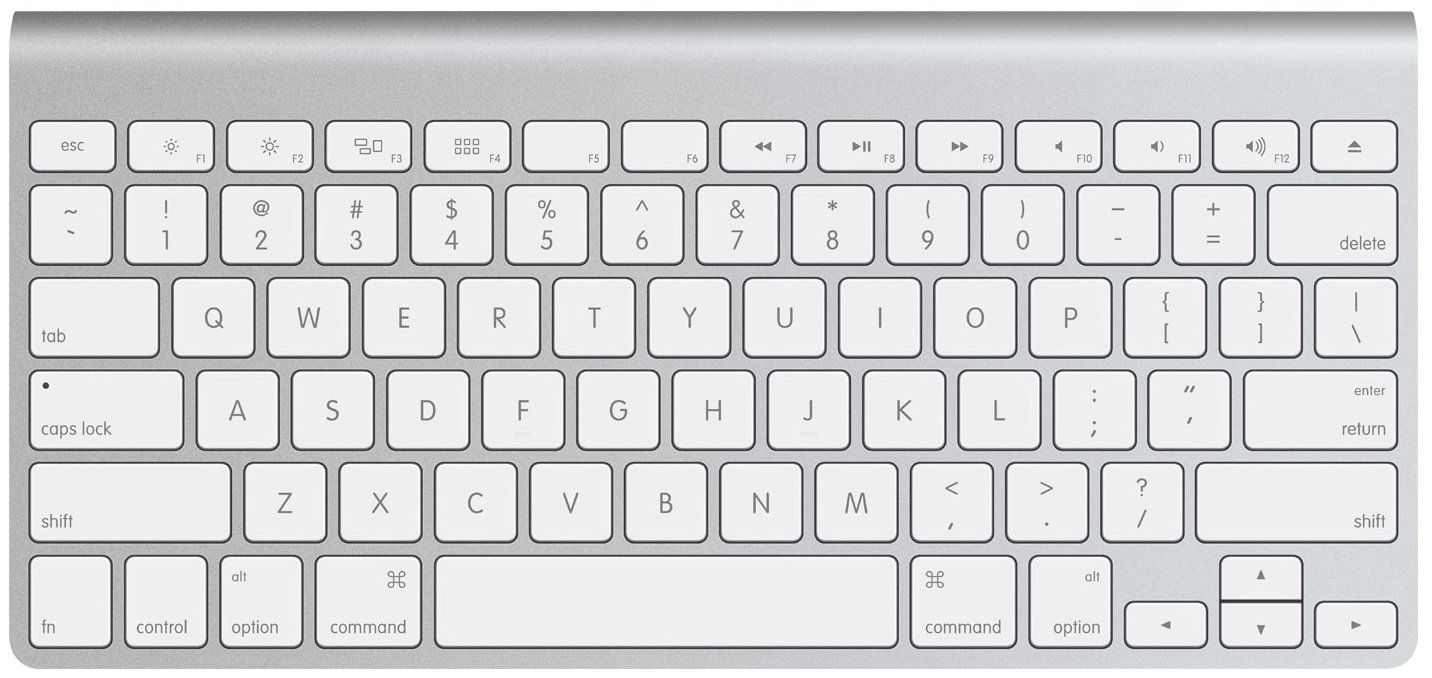 esc F1 F2 F3 F4 F5 F6 F7 F8 F9 F10 F11 F12
~ ! @ # $ % ^ & * ( ) — +
` 1 2 3 4 5 6 7 8 9 0 - = delete
tab Q W E R T Y U I O P { [ } ] | \
caps lock A S D F G H J K L : ; " ' enter return
shift Z X C V B N M < , > . ? / shift
fn control alt option ⌘ command ⌘ command alt option ◀ ▲ ▼ ▶